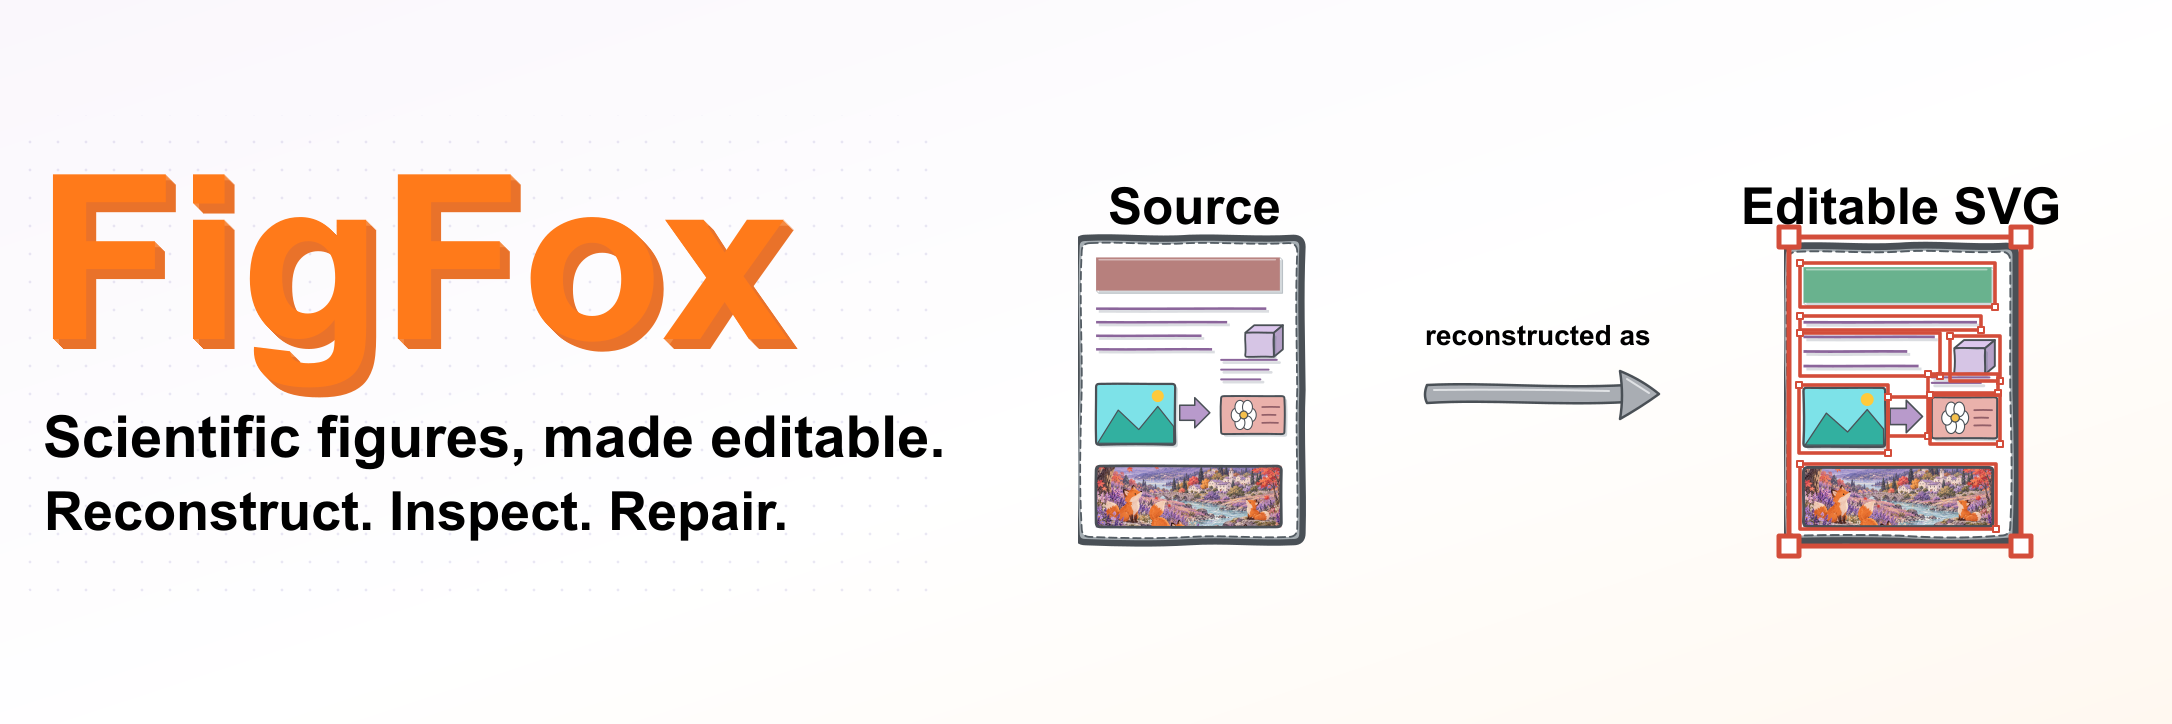 FigFox
Scientific figures, made editable.
Reconstruct. Inspect. Repair.
Source
reconstructed as
Editable SVG